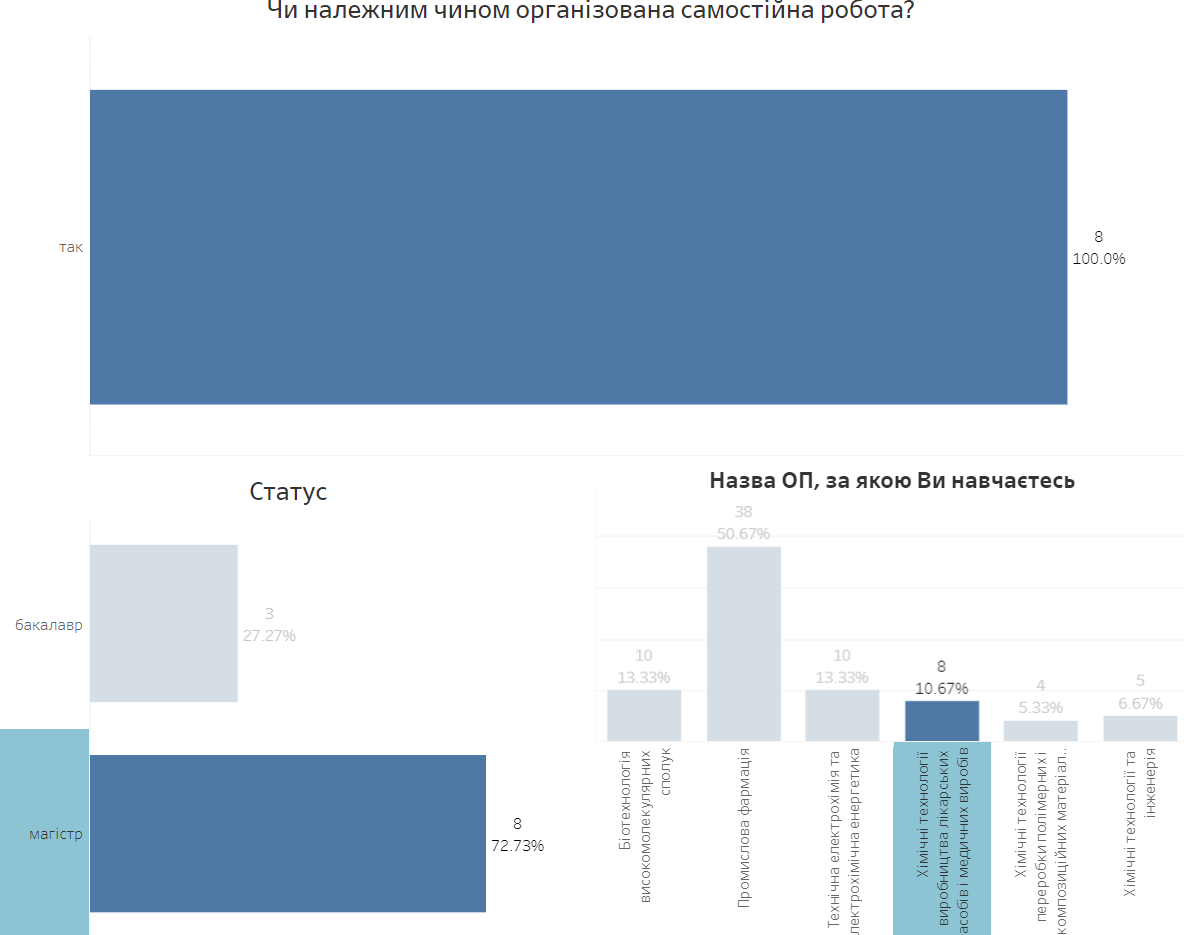 Чи належним чином організована самостійна робота?
так
8
100.0%
Статус
бакалавр
3
27.27%
магістр
8
72.73%
Назва ОП, за якою Ви навчаєтесь
10
13.33%
38
50.67%
10
13.33%
8
10.67%
4
5.33%
5
6.67%
Біотехнологія
високомолекулярних
сполук
Промислова фармація
Технічна електрохімія та
лектрохімічна енергетика
Хімічні технології
виробництва лікарських
асобів і медичних виробів
Хімічні технології
переробки полімерних і
композиційних матеріал..
Хімічні технології та
інженерія